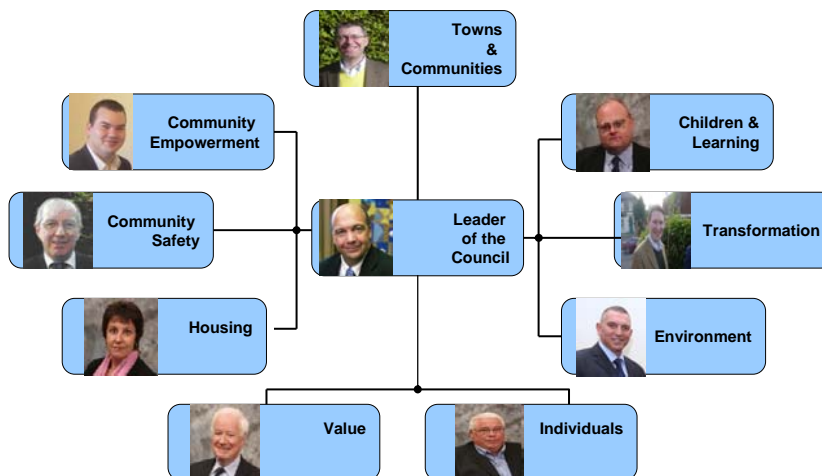 Towns
&
Communities
Community
Empowerment
Children &
Learning
Community
Safety
Leader
of the
Council
Transformation
Housing
Environment
Value
Individuals